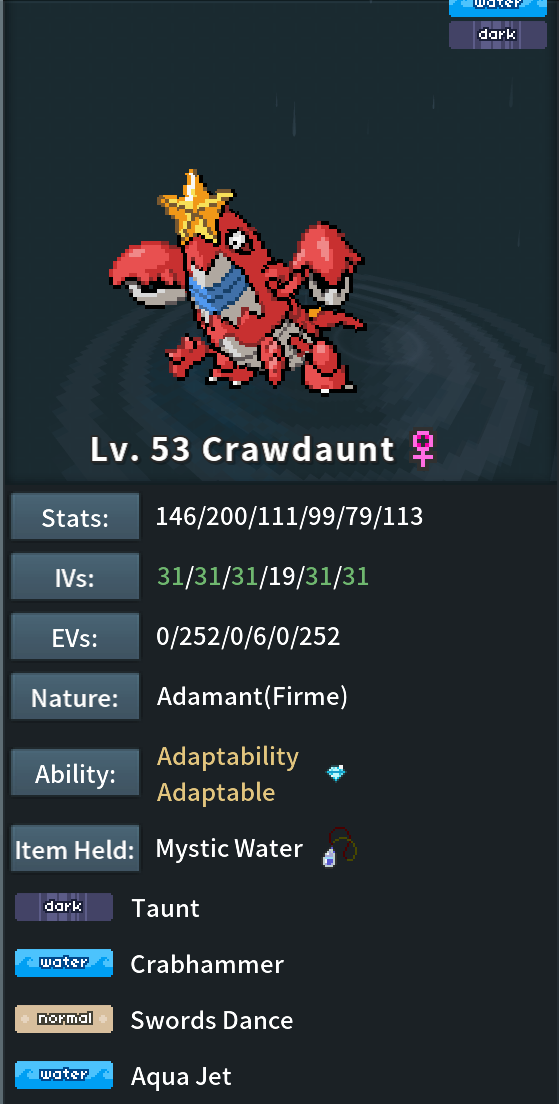 water
dark
Lv. 53 Crawdaunt ♀
Stats: 146/200/111/99/79/113
IVs: 31/31/31/19/31/31
EVs: 0/252/0/6/0/252
Nature: Adamant(Firme)
Ability: Adaptability
Adaptable
Item Held: Mystic Water
dark Taunt
water Crabhammer
normal Swords Dance
water Aqua Jet